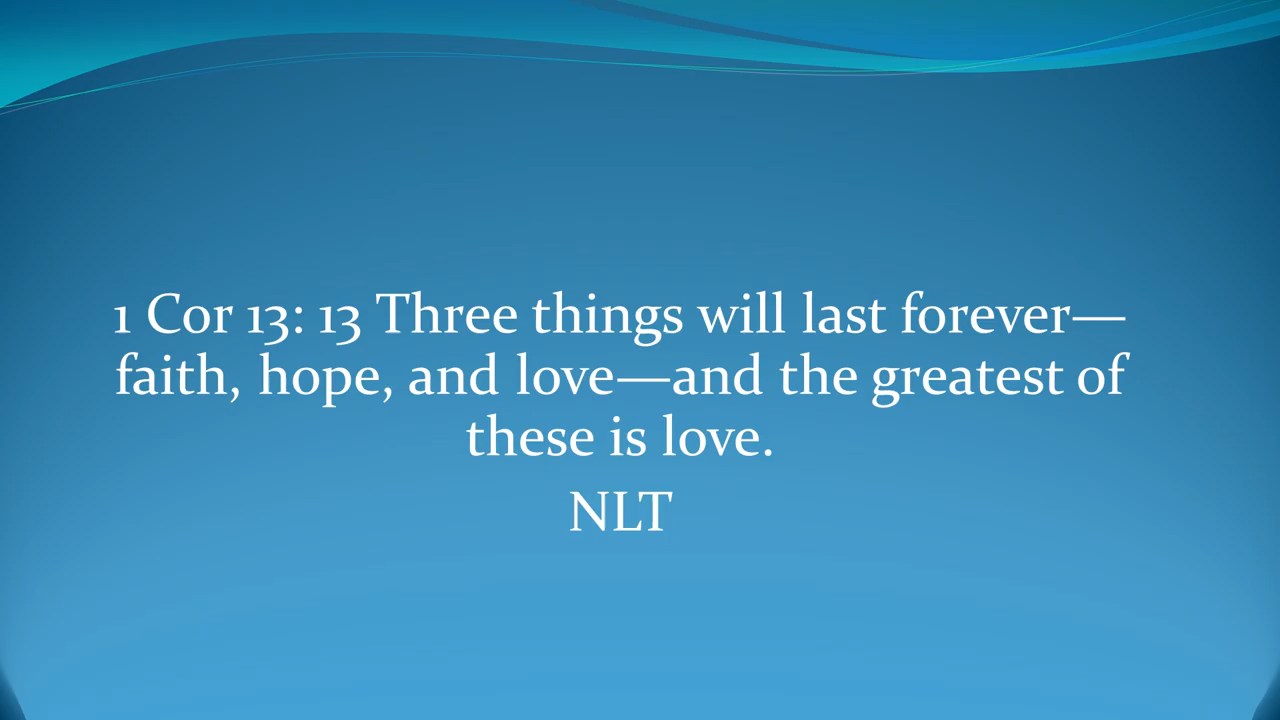 1 Cor 13: 13 Three things will last forever—
faith, hope, and love—and the greatest of
these is love.
NLT